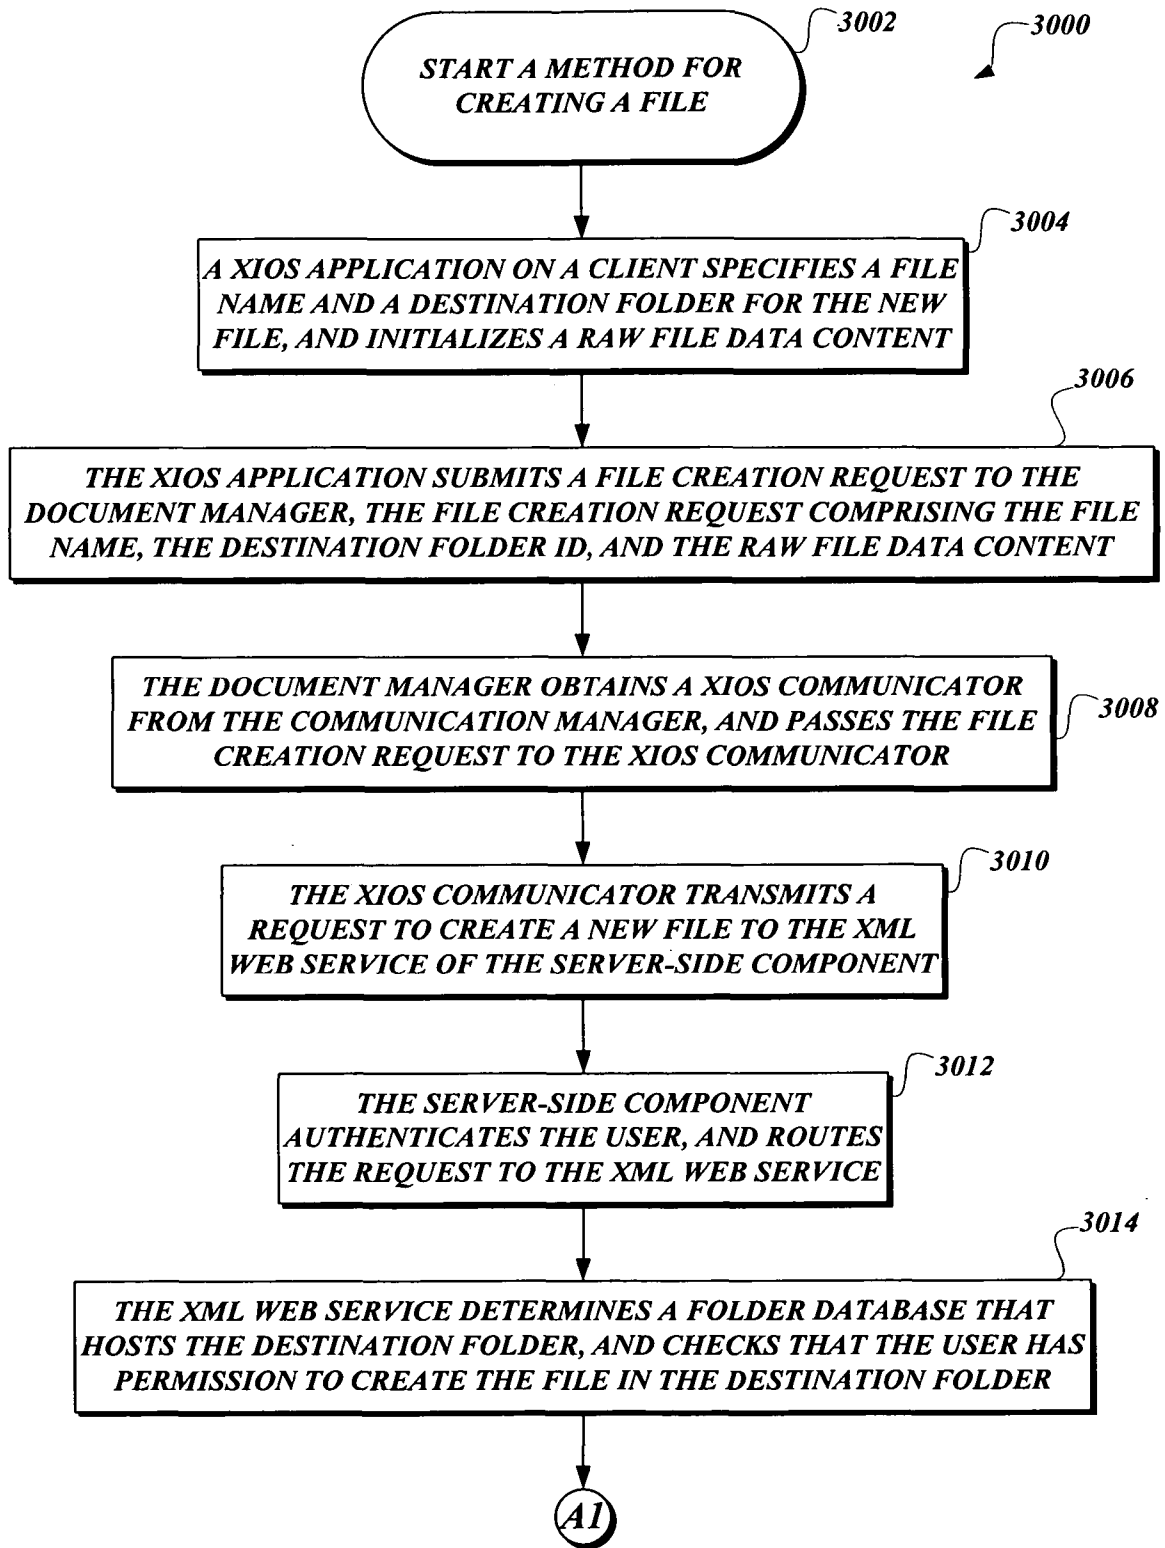 3002
3000
START A METHOD FOR
CREATING A FILE
3004
A XIOS APPLICATION ON A CLIENT SPECIFIES A FILE
NAME AND A DESTINATION FOLDER FOR THE NEW
FILE, AND INITIALIZES A RAW FILE DATA CONTENT
3006
THE XIOS APPLICATION SUBMITS A FILE CREATION REQUEST TO THE
DOCUMENT MANAGER, THE FILE CREATION REQUEST COMPRISING THE FILE
NAME, THE DESTINATION FOLDER ID, AND THE RAW FILE DATA CONTENT
3008
THE DOCUMENT MANAGER OBTAINS A XIOS COMMUNICATOR
FROM THE COMMUNICATION MANAGER, AND PASSES THE FILE
CREATION REQUEST TO THE XIOS COMMUNICATOR
3010
THE XIOS COMMUNICATOR TRANSMITS A
REQUEST TO CREATE A NEW FILE TO THE XML
WEB SERVICE OF THE SERVER-SIDE COMPONENT
3012
THE SERVER-SIDE COMPONENT
AUTHENTICATES THE USER, AND ROUTES
THE REQUEST TO THE XML WEB SERVICE
3014
THE XML WEB SERVICE DETERMINES A FOLDER DATABASE THAT
HOSTS THE DESTINATION FOLDER, AND CHECKS THAT THE USER HAS
PERMISSION TO CREATE THE FILE IN THE DESTINATION FOLDER
A1